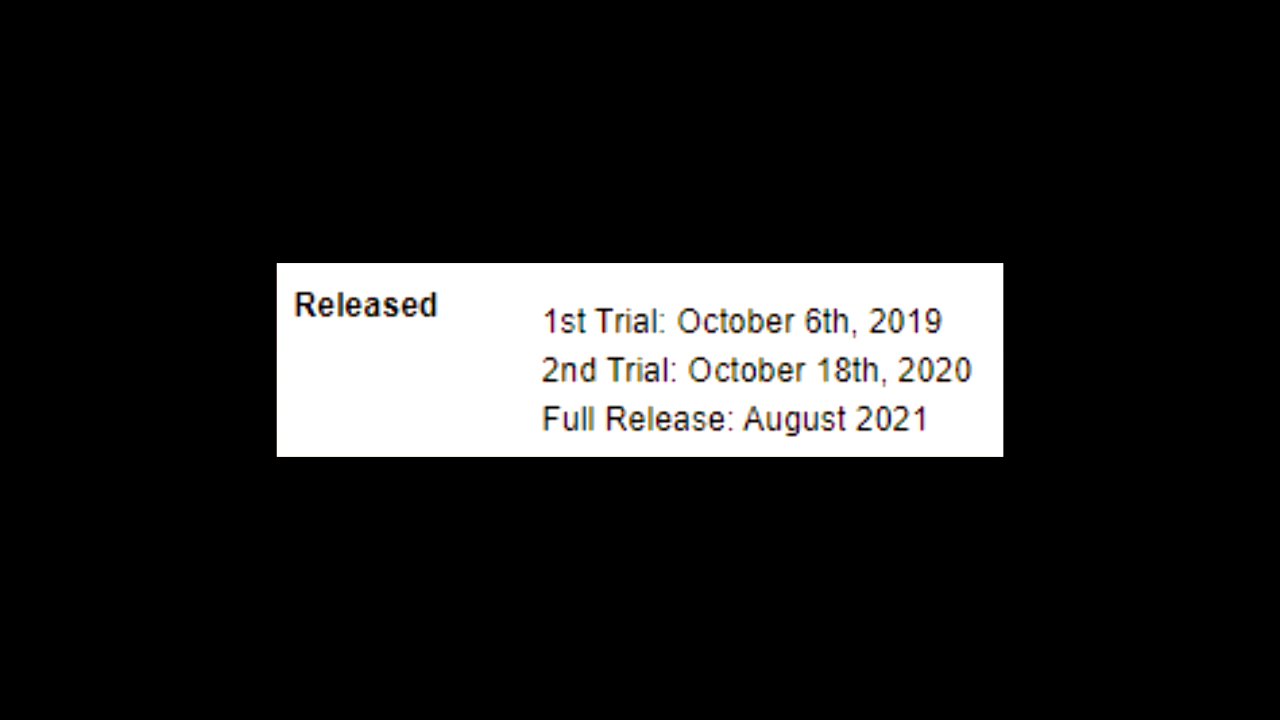 Released
1st Trial: October 6th, 2019
2nd Trial: October 18th, 2020
Full Release: August 2021